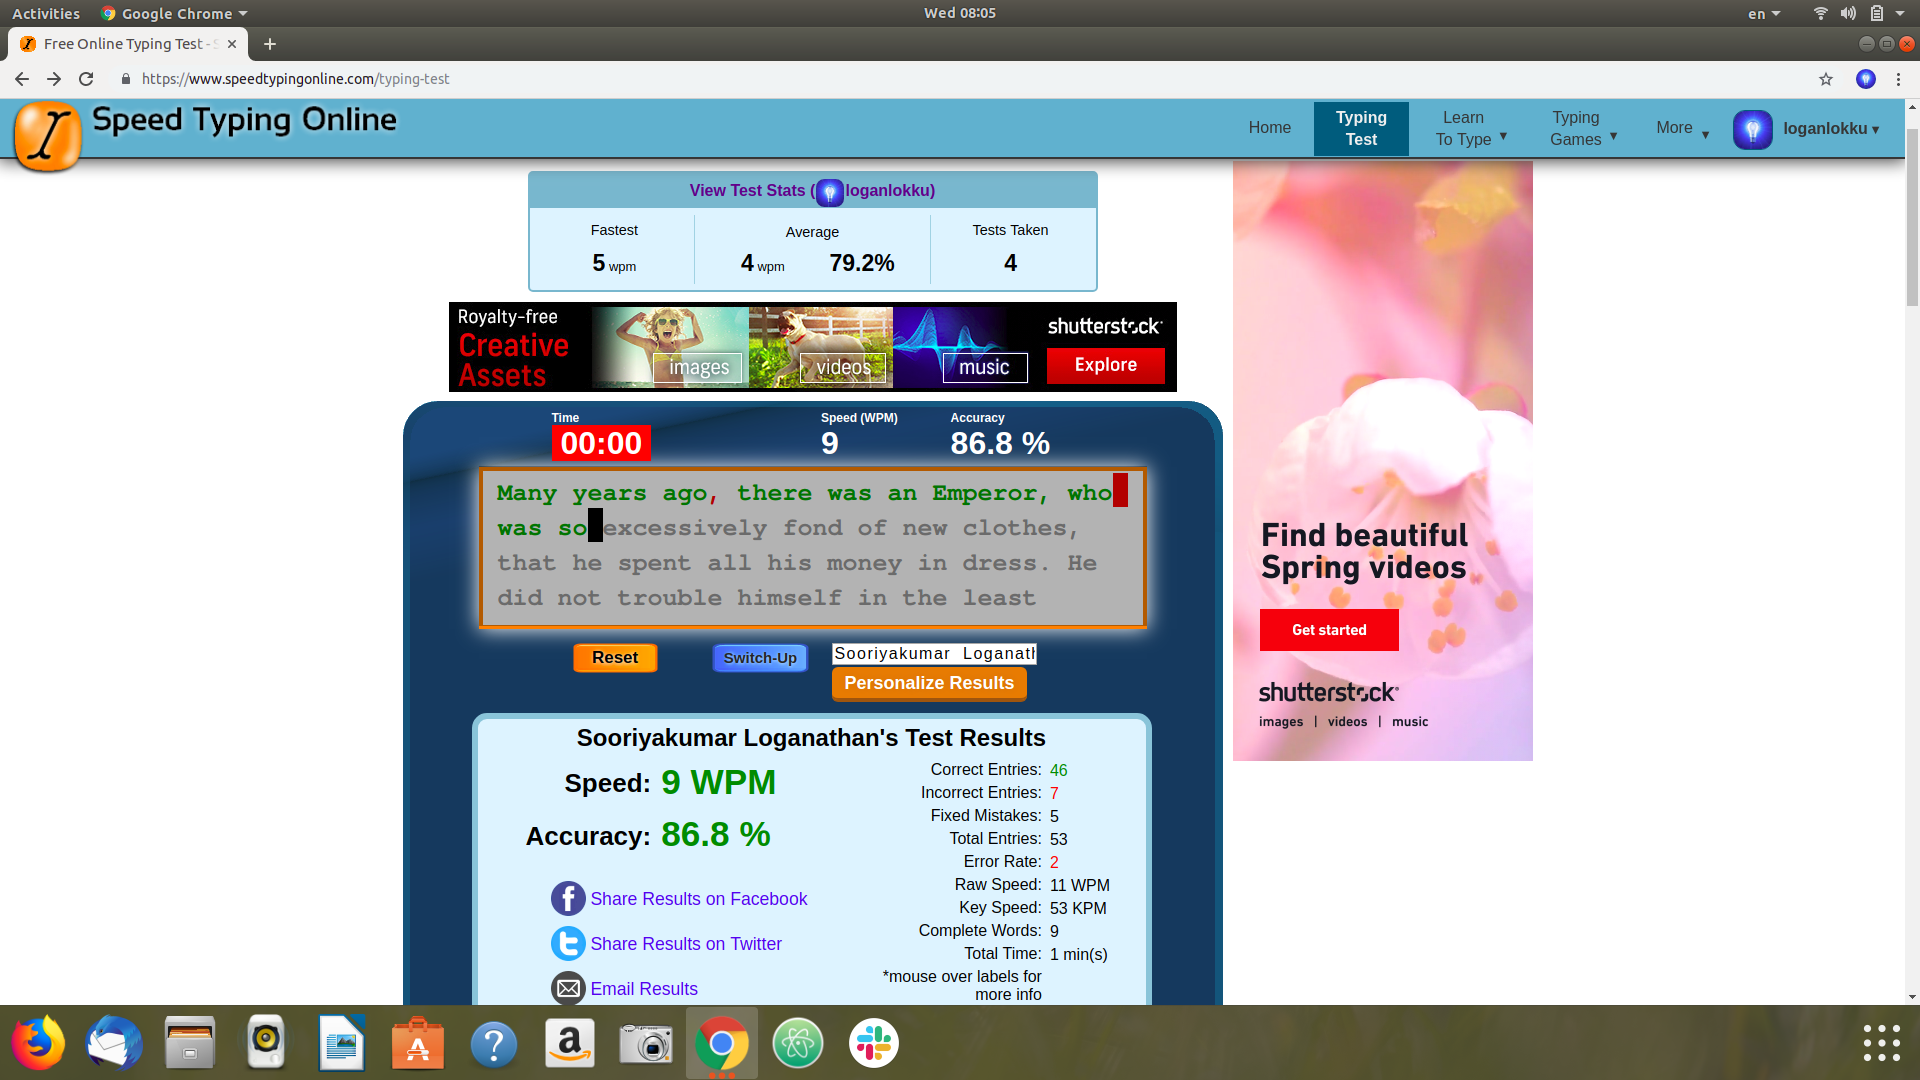 Activities
Google Chrome
Wed 08:05
en
Free Online Typing Test - S
https://www.speedtypingonline.com/typing-test
Speed Typing Online
Home
Typing
Test
Learn
To Type
Typing
Games
More
loganlokku
View Test Stats (loganlokku)
Fastest
Average
Tests Taken
5 wpm
4 wpm
79.2%
4
Royalty-free
Creative
Assets
images
videos
music
shutterstock
Explore
Time
Speed (WPM)
Accuracy
00:00
9
86.8 %
Many years ago, there was an Emperor, who
was so excessively fond of new clothes,
that he spent all his money in dress. He
did not trouble himself in the least
Reset
Switch-Up
Sooriyakumar Loganath
Personalize Results
Sooriyakumar Loganathan's Test Results
Speed: 9 WPM
Accuracy: 86.8 %
Share Results on Facebook
Share Results on Twitter
Email Results
Correct Entries: 46
Incorrect Entries: 7
Fixed Mistakes: 5
Total Entries: 53
Error Rate: 2
Raw Speed: 11 WPM
Key Speed: 53 KPM
Complete Words: 9
Total Time: 1 min(s)
*mouse over labels for
more info
Find beautiful
Spring videos
Get started
shutterstock
images | videos | music